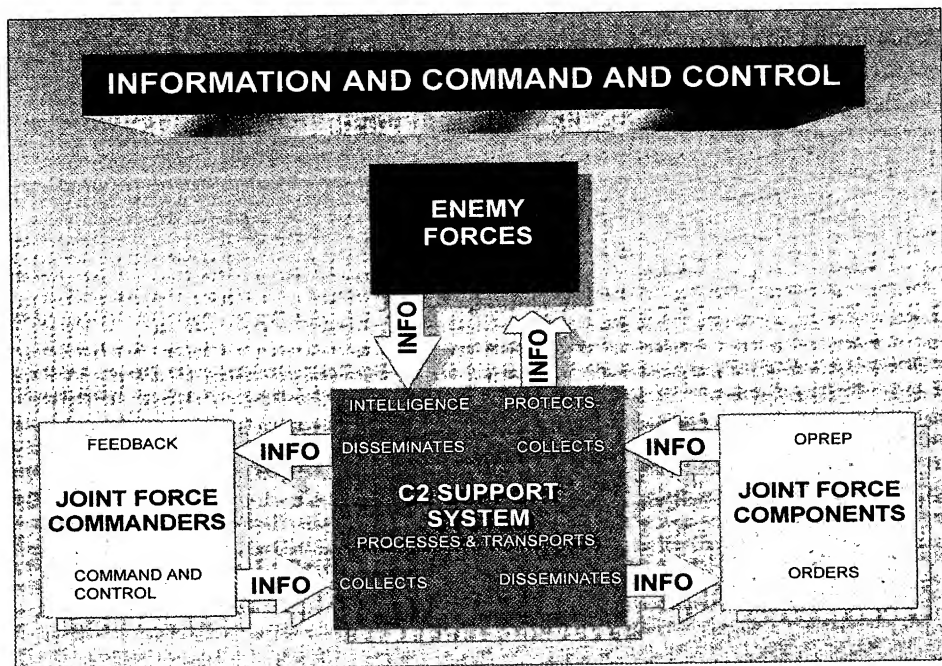 INFORMATION AND COMMAND AND CONTROL
ENEMY
FORCES
INFO
INFO
INTELLIGENCE
PROTECTS
FEEDBACK
INFO
DISSEMINATES
COLLECTS
INFO
OPREP
JOINT FORCE
COMMANDERS
C2 SUPPORT
SYSTEM
JOINT FORCE
COMPONENTS
PROCESSES & TRANSPORTS
COMMAND AND
CONTROL
INFO
COLLECTS
DISSEMINATES
INFO
ORDERS